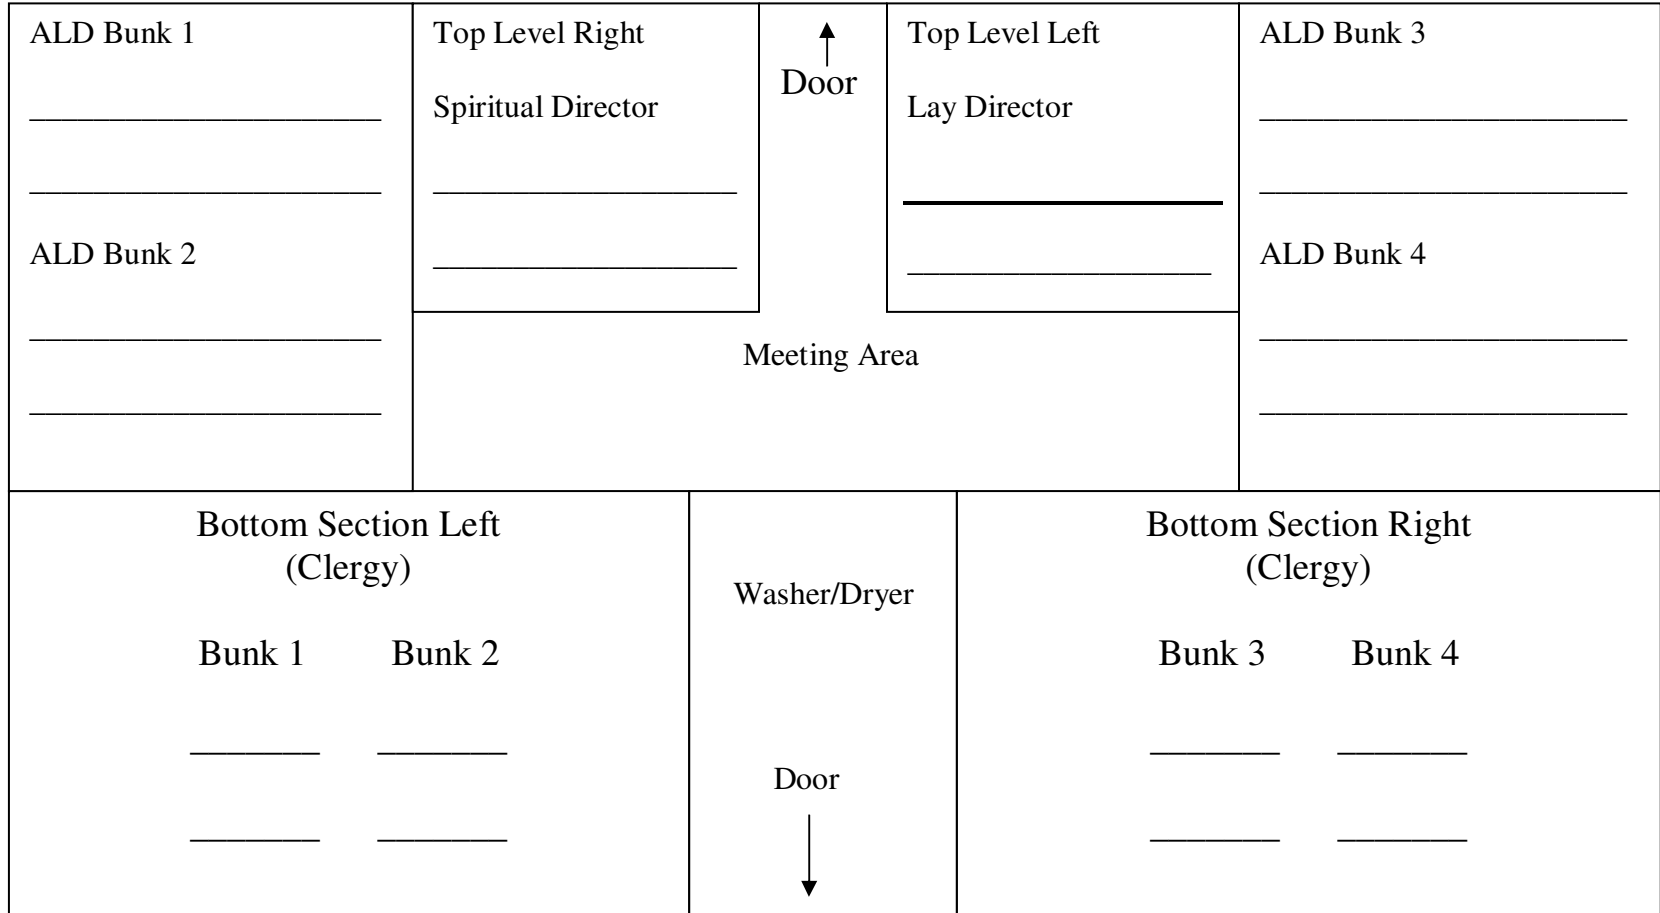 ALD Bunk 1
ALD Bunk 2
Top Level Right
Spiritual Director
Door
Top Level Left
Lay Director
ALD Bunk 3
ALD Bunk 4
Meeting Area
Bottom Section Left
(Clergy)
Bunk 1 Bunk 2
Washer/Dryer
Door
Bottom Section Right
(Clergy)
Bunk 3 Bunk 4